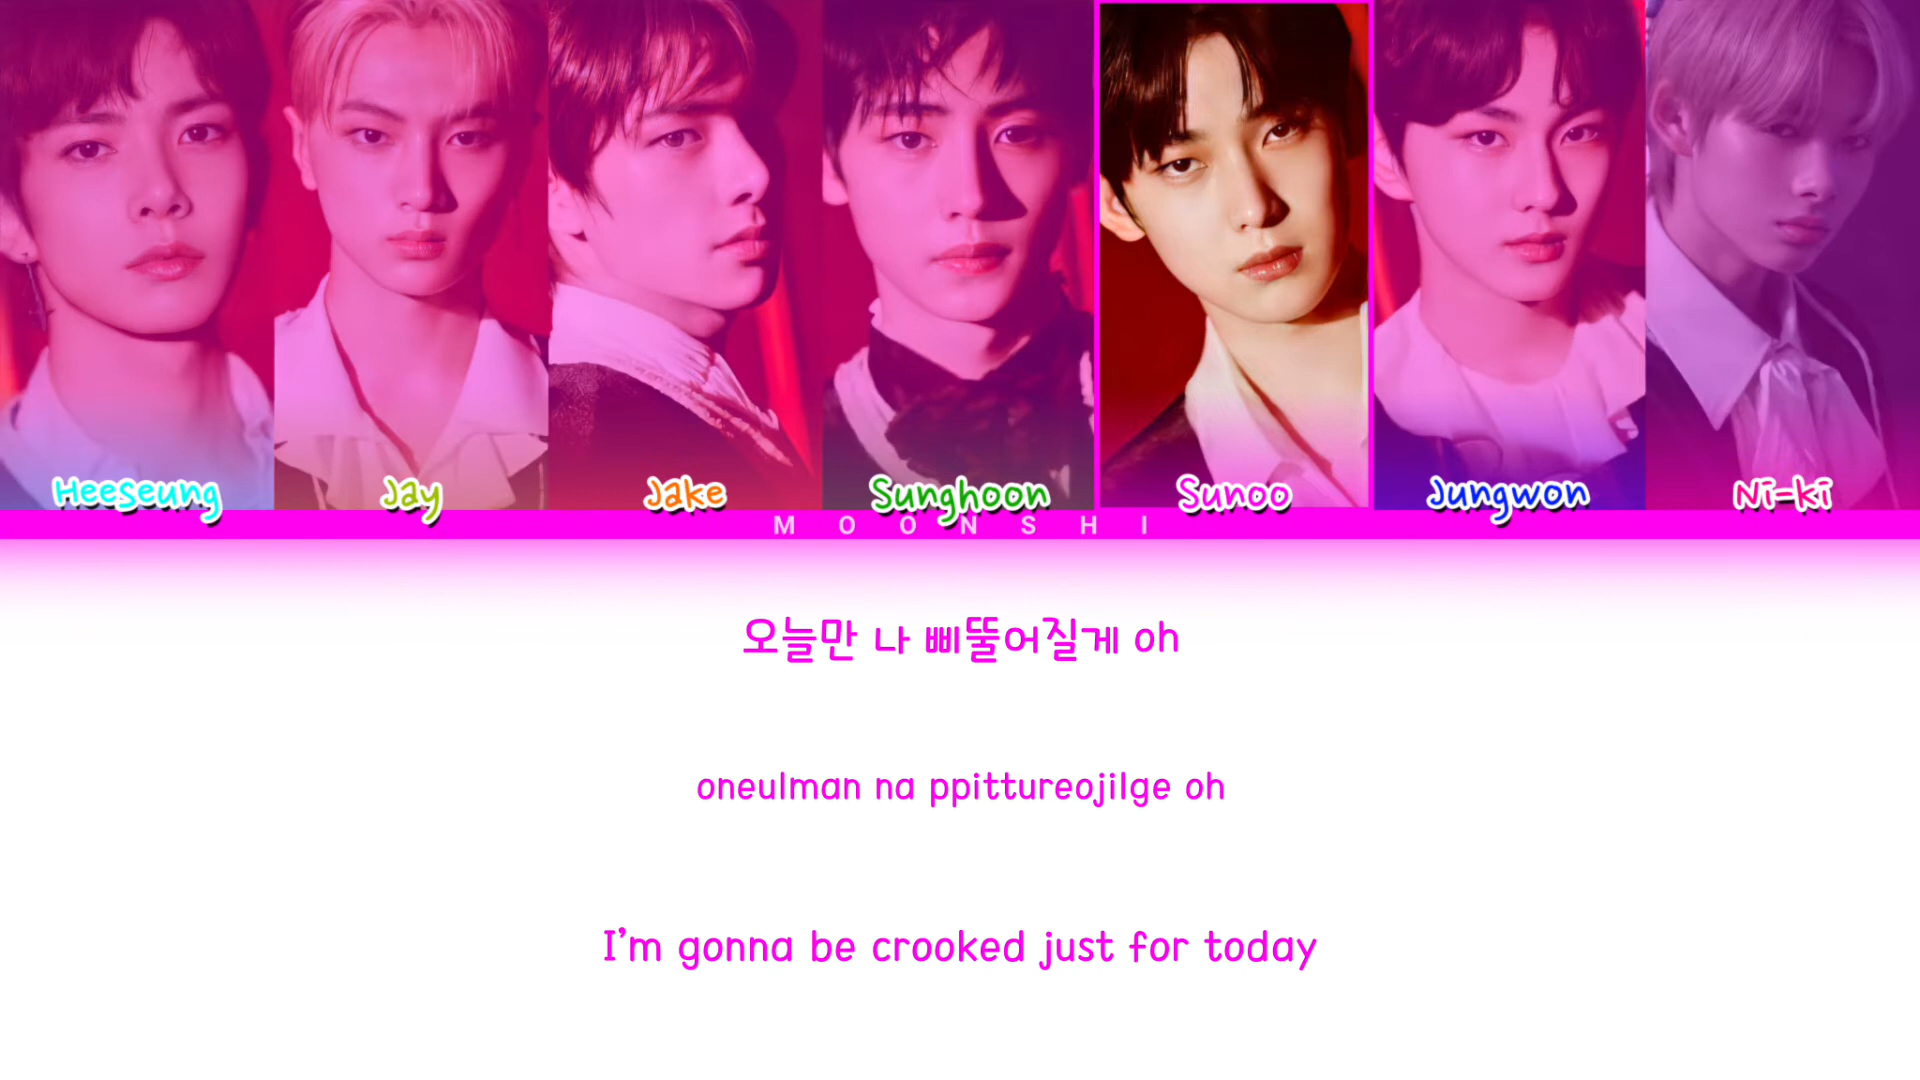 Heeseung Jay Jake Sunghoon Sunoo Jungwon Ni-ki
MOONSHI
오늘만 나 삐뚤어질게 oh
oneulman na ppittureojilge oh
I'm gonna be crooked just for today